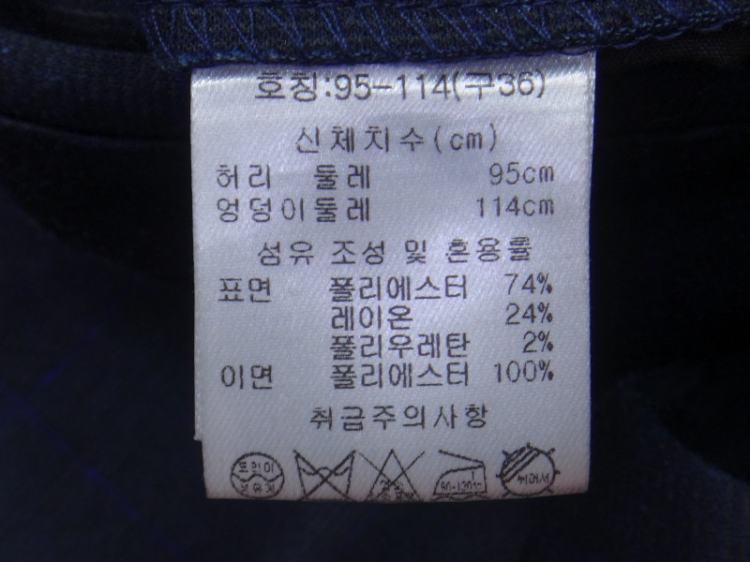 호칭:95-114(구36)
신체치수(cm)
허리 둘레 95cm
엉덩이둘레 114cm
섬유 조성 및 혼용률
표면 폴리에스터 74%
레이온 24%
폴리우레탄 2%
이면 폴리에스터 100%
취급주의사항
드라이